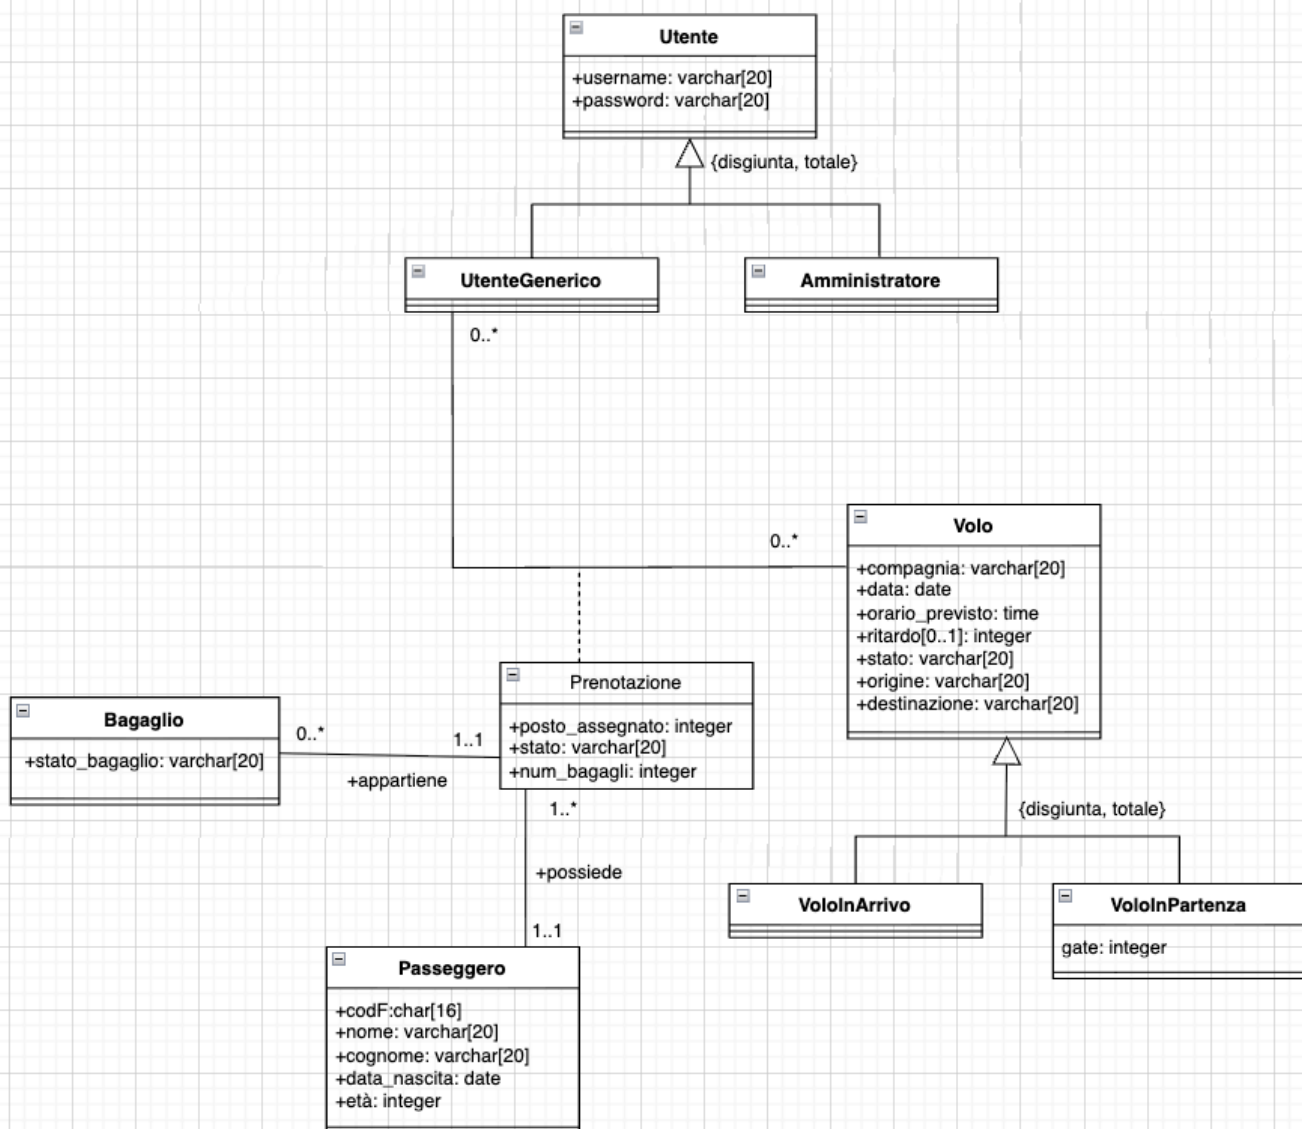 Utente
+username: varchar[20]
+password: varchar[20]
{disgiunta, totale}
UtenteGenerico
Amministratore
0..*
0..*
Volo
+compagnia: varchar[20]
+data: date
+orario_previsto: time
+ritardo[0..1]: integer
+stato: varchar[20]
+origine: varchar[20]
+destinazione: varchar[20]
Prenotazione
+posto_assegnato: integer
+stato: varchar[20]
+num_bagagli: integer
Bagaglio
+stato_bagaglio: varchar[20]
0..*
1..1
+appartiene
1..*
+possiede
1..1
{disgiunta, totale}
VoloInArrivo
VoloInPartenza
gate: integer
Passeggero
+codF:char[16]
+nome: varchar[20]
+cognome: varchar[20]
+data_nascita: date
+età: integer